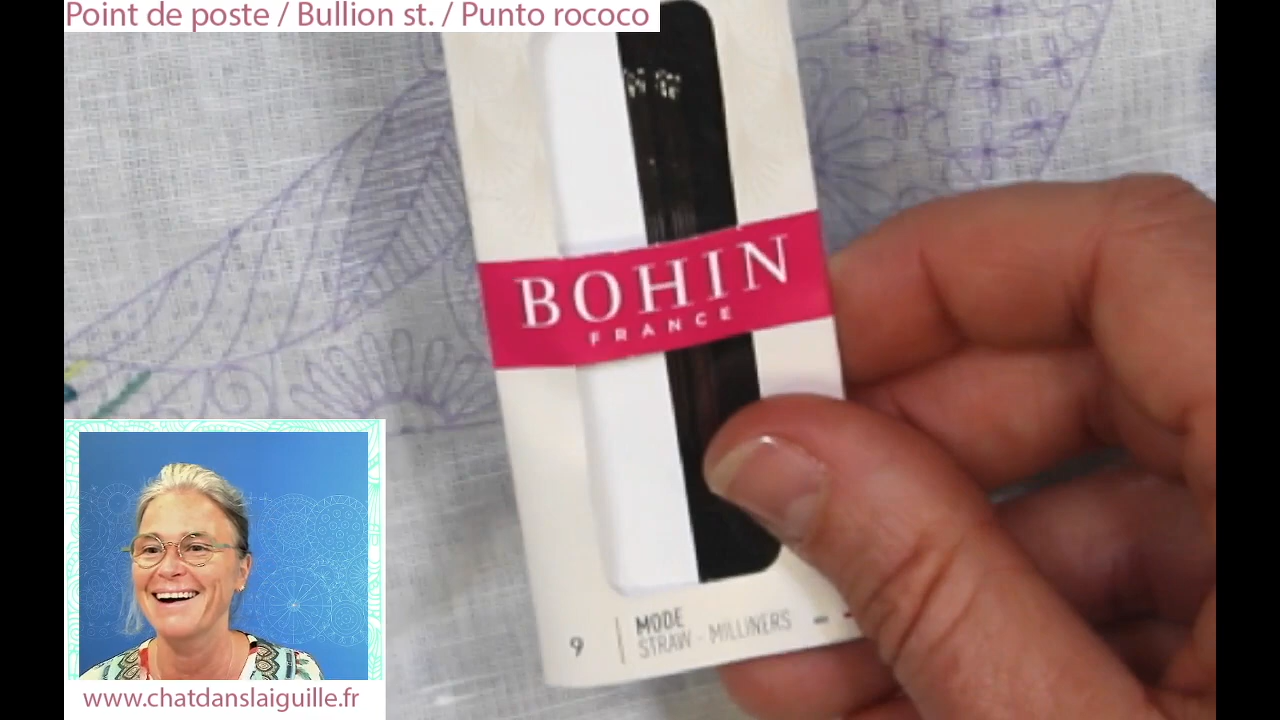 Point de poste / Bullion st. / Punto rococo
BOHIN
FRANCE
9
MODE
STRAW - MILLINERS
www.chatdanslaiguille.fr